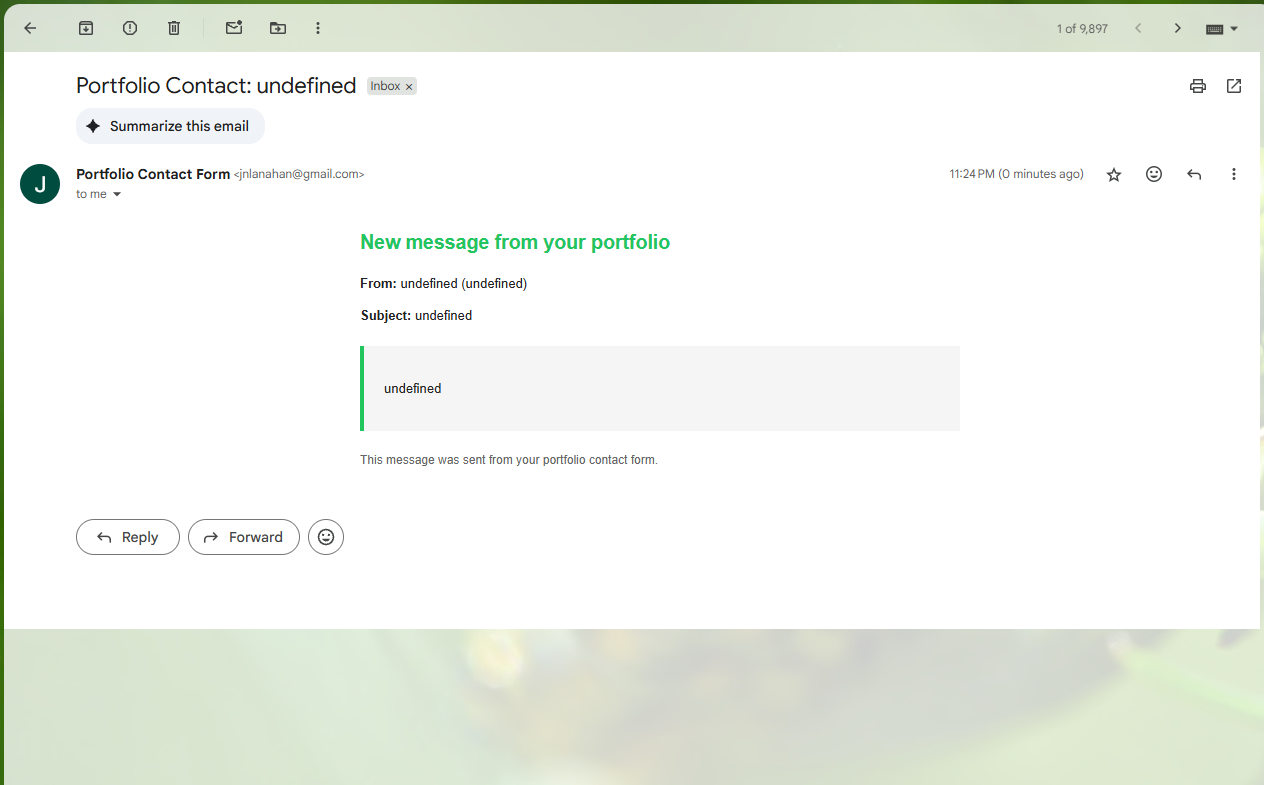 1 of 9,897
Portfolio Contact: undefined Inbox ×
Summarize this email
J
Portfolio Contact Form <jnlanahan@gmail.com> 11:24 PM (0 minutes ago)
to me
New message from your portfolio
From: undefined (undefined)
Subject: undefined
undefined
This message was sent from your portfolio contact form.
Reply Forward